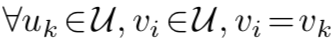 ∀u_k∈𝒰, v_i∈𝒰, v_i=v_k